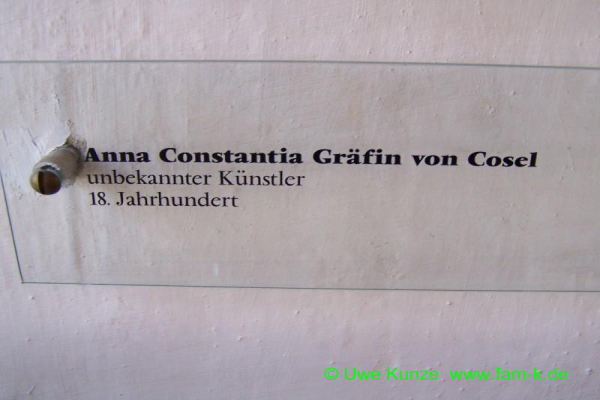 Anna Constantia Gräfin von Cosel
unbekannter Künstler
18. Jahrhundert
© Uwe Kunze www.fam-k.de